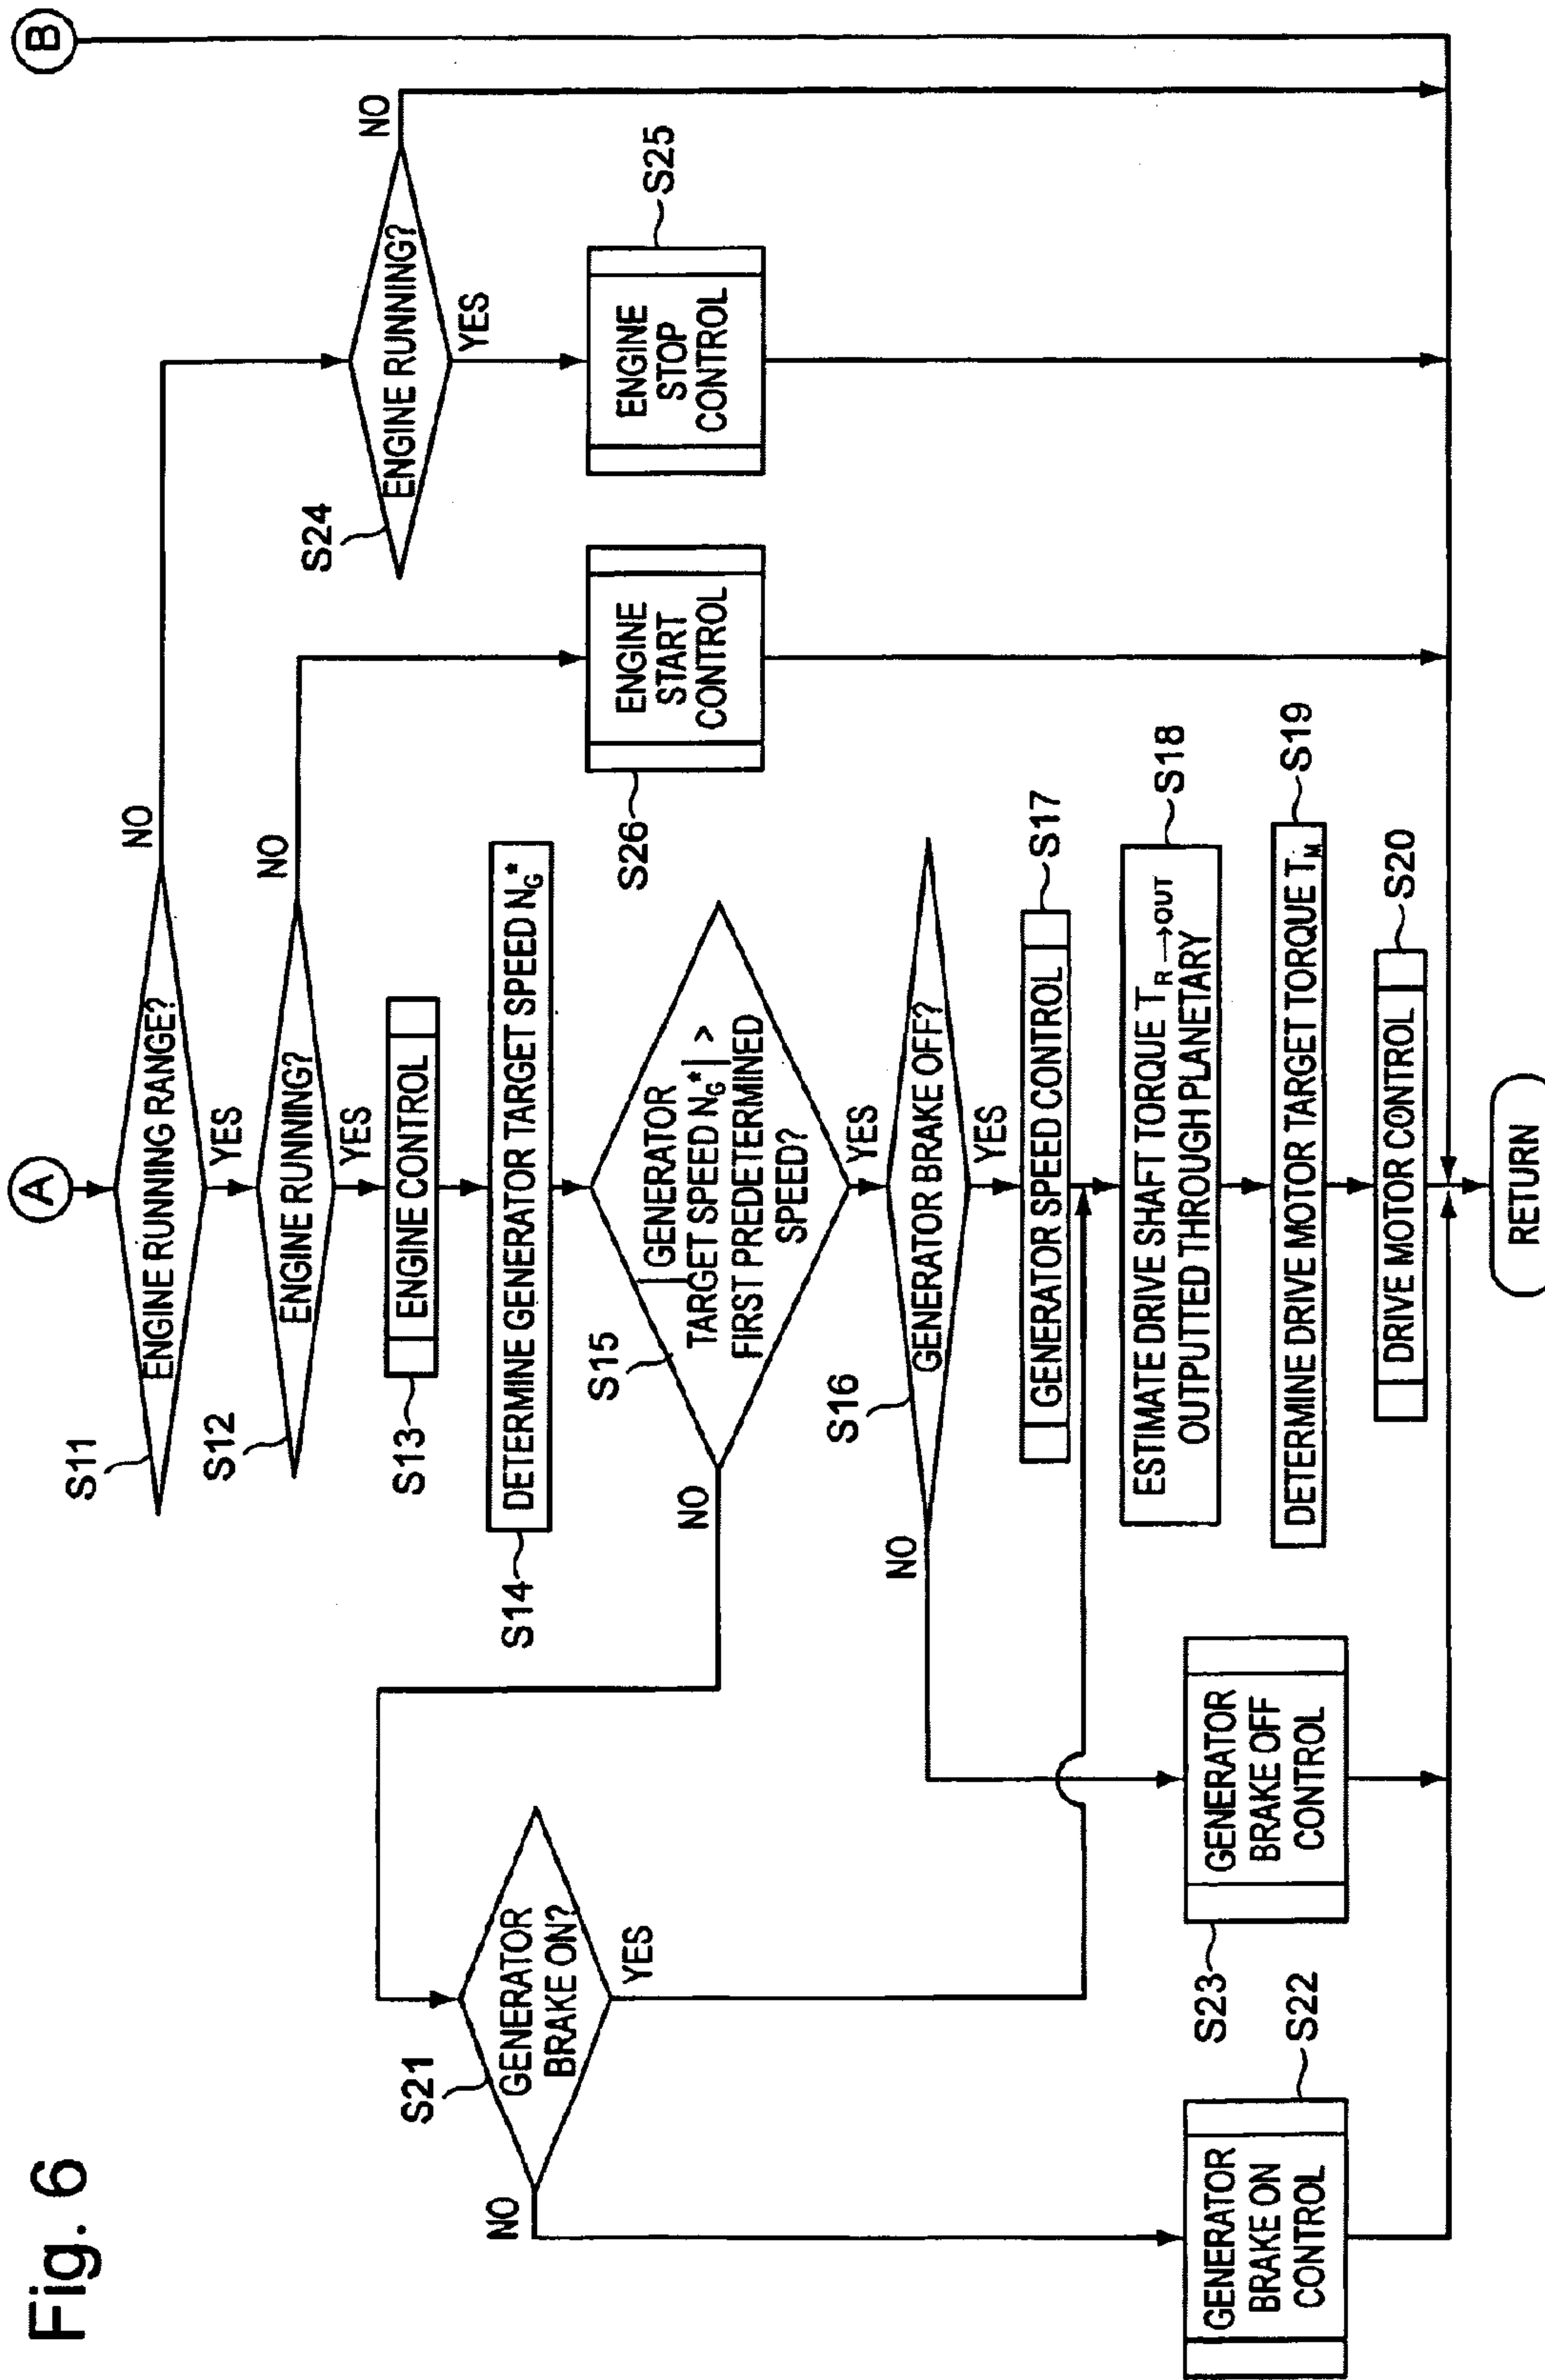 Fig. 6
A
B
S11
ENGINE RUNNING RANGE?
NO
YES
S12
ENGINE RUNNING?
NO
YES
S13
ENGINE CONTROL
S14
DETERMINE GENERATOR TARGET SPEED NG*
S15
| GENERATOR
TARGET SPEED NG* | >
FIRST PREDETERMINED
SPEED?
NO
YES
S16
GENERATOR BRAKE OFF?
NO
YES
GENERATOR SPEED CONTROL
S17
ESTIMATE DRIVE SHAFT TORQUE TR→OUT
OUTPUTTED THROUGH PLANETARY
S18
DETERMINE DRIVE MOTOR TARGET TORQUE TM
S19
DRIVE MOTOR CONTROL
S20
RETURN
S21
GENERATOR
BRAKE ON?
NO
YES
GENERATOR
BRAKE ON
CONTROL
S22
S23
GENERATOR
BRAKE OFF
CONTROL
S24
ENGINE RUNNING?
NO
YES
ENGINE
STOP
CONTROL
S25
S26
ENGINE
START
CONTROL